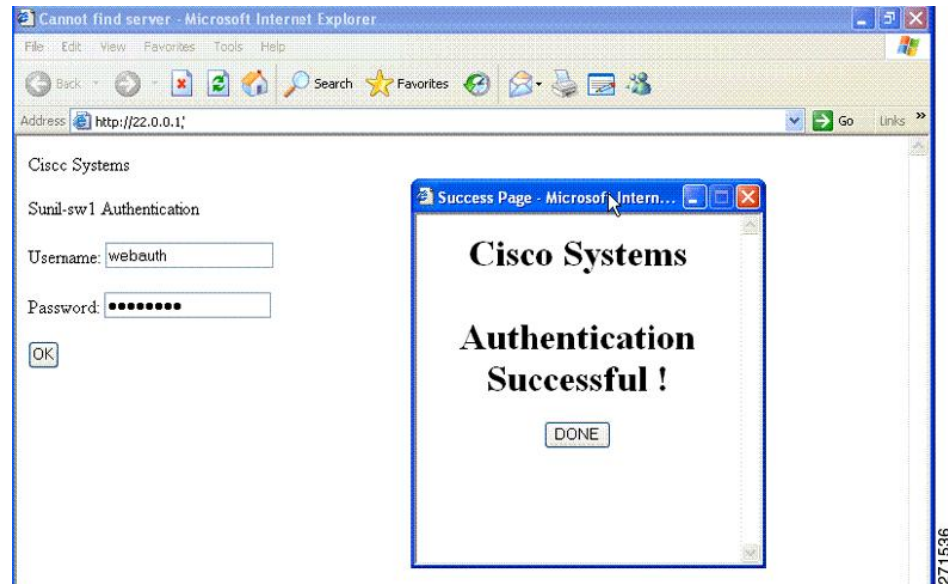 Cannot find server - Microsoft Internet Explorer
File Edit View Favorites Tools Help
Back Search Favorites
Address http://22.0.0.1/ Go Links »
Cisco Systems
Sunil-sw1 Authentication
Username: webauth
Password: ●●●●●●●●
OK
Success Page - Microsoft Intern...
Cisco Systems
Authentication
Successful !
DONE
271536